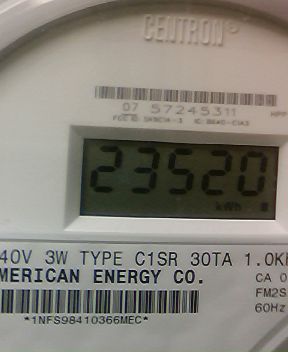 CENTRON®
07 57245311
HPP
23520
kWh
40V 3W TYPE C1SR 30TA 1.0K
MERICAN ENERGY CO.
CA 0
FM2S
60Hz
*1NFS98410366MEC*